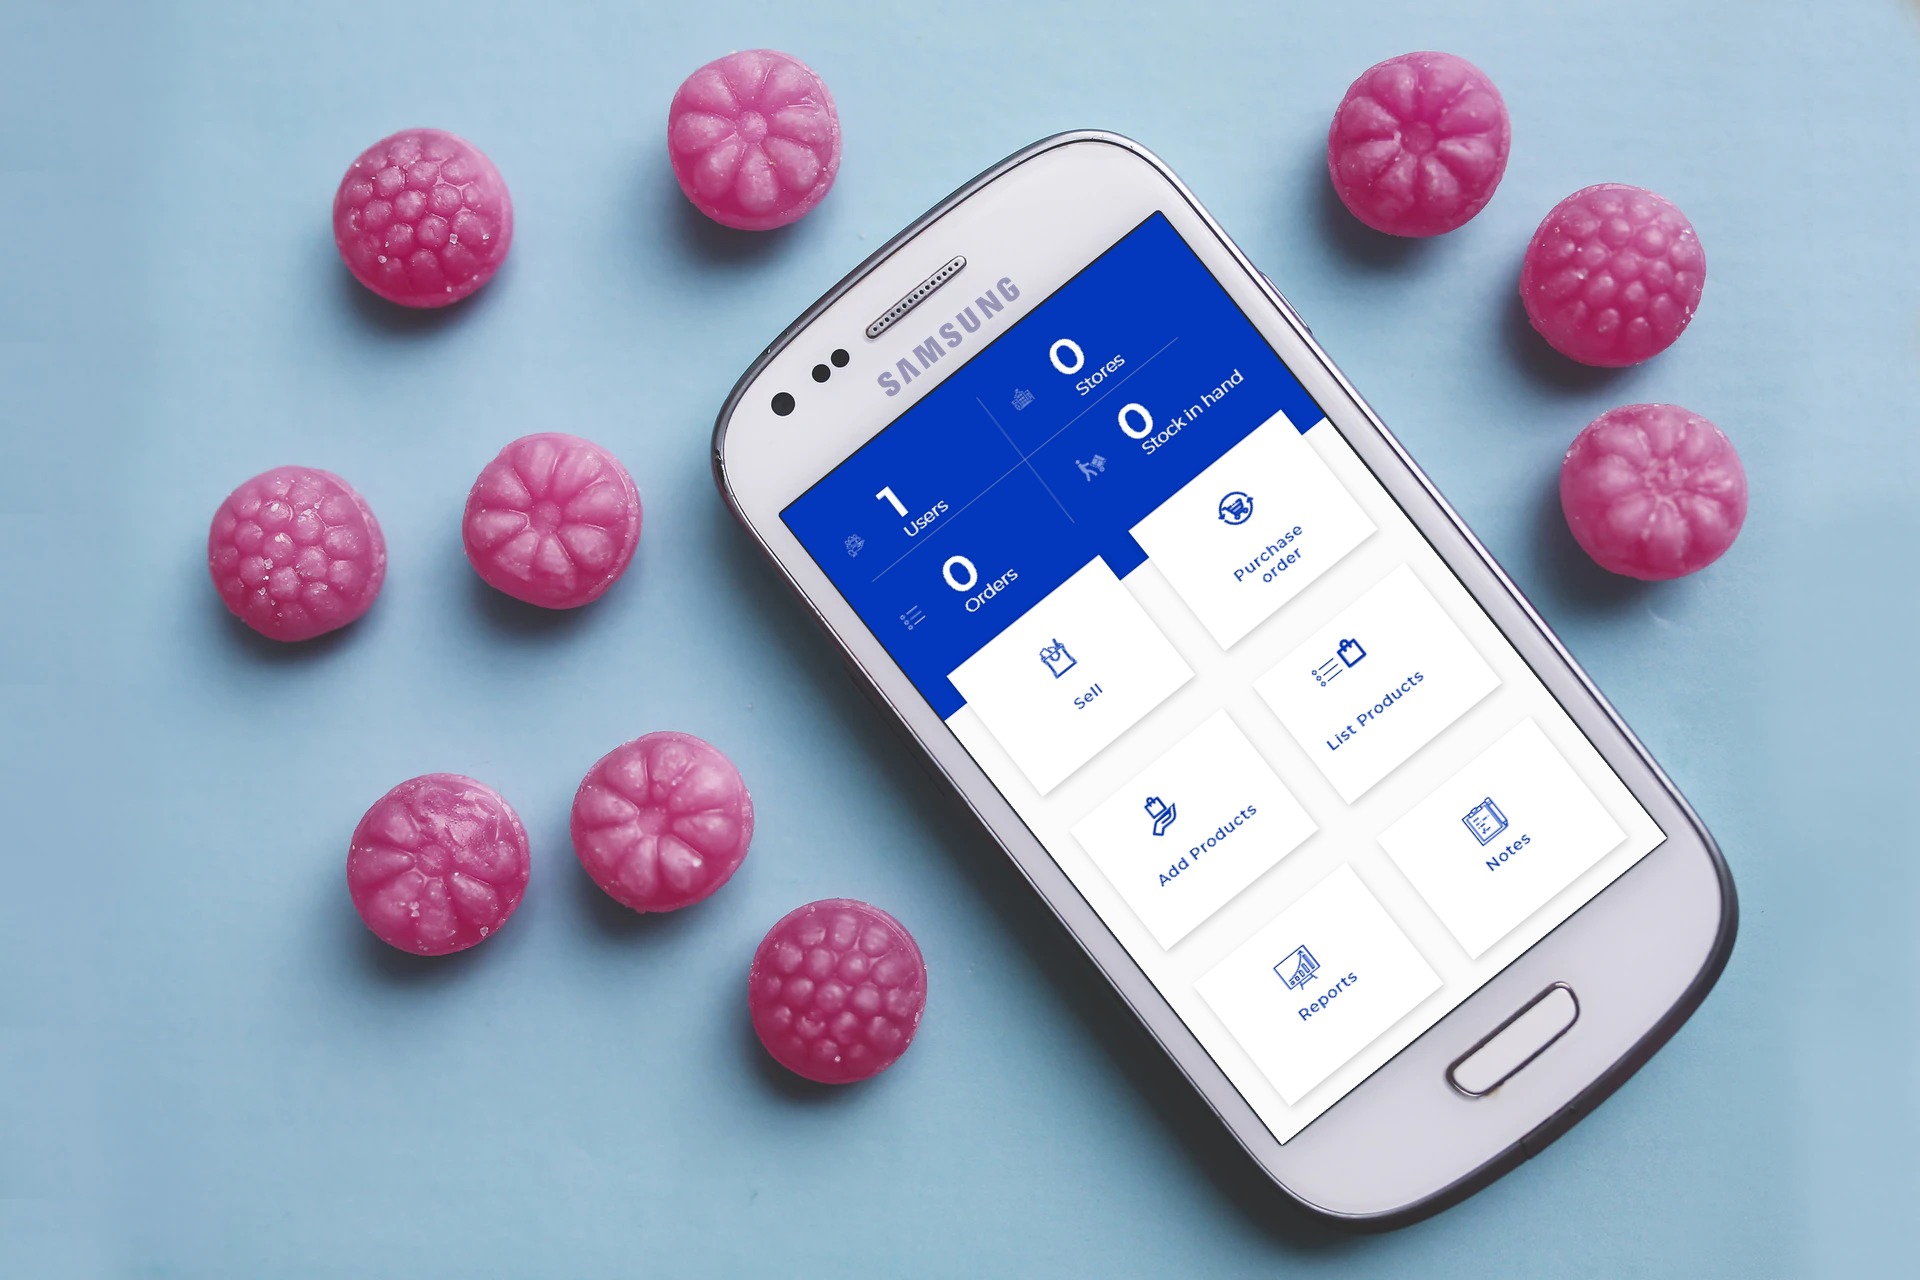 SAMSUNG
1
Users
0
Stores
0
Orders
0
Stock in hand
Sell
Purchase
order
Add Products
List Products
Reports
Notes